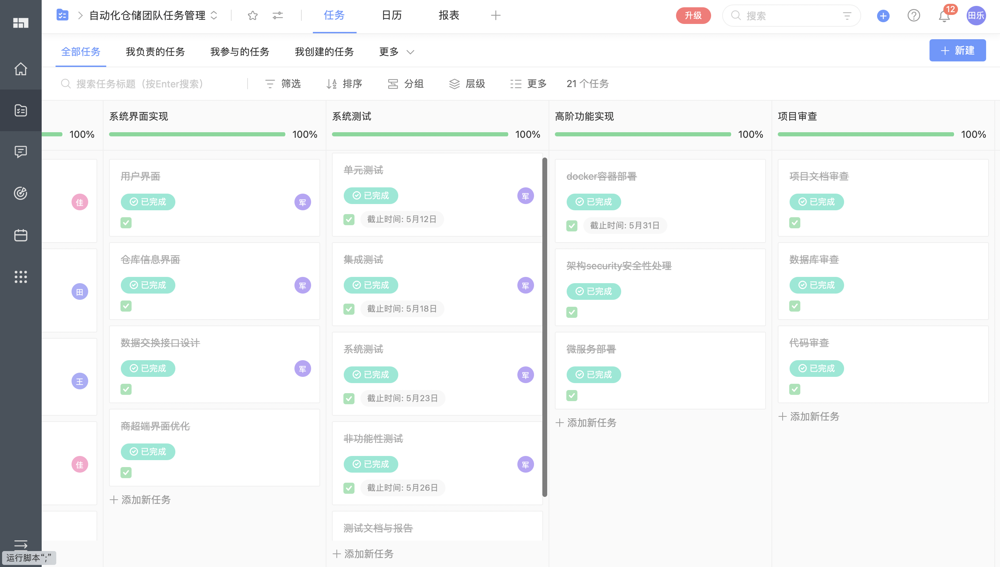 自动化仓储团队任务管理
任务
日历
报表
升级
搜索
12
田乐
全部任务
我负责的任务
我参与的任务
我创建的任务
更多
新建
搜索任务标题（按Enter搜索）
筛选
排序
分组
层级
更多
21 个任务
100%
佳
田
王
佳
系统界面实现
100%
用户界面
已完成
军
仓库信息界面
已完成
军
数据交换接口设计
已完成
军
商超端界面优化
已完成
添加新任务
系统测试
100%
单元测试
已完成
军
截止时间: 5月12日
集成测试
已完成
军
截止时间: 5月18日
系统测试
已完成
军
截止时间: 5月23日
非功能性测试
已完成
军
截止时间: 5月26日
测试文档与报告
添加新任务
高阶功能实现
100%
docker容器部署
已完成
截止时间: 5月31日
架构security安全性处理
已完成
微服务部署
已完成
添加新任务
项目审查
100%
项目文档审查
已完成
数据库审查
已完成
代码审查
已完成
添加新任务
运行脚本“;”